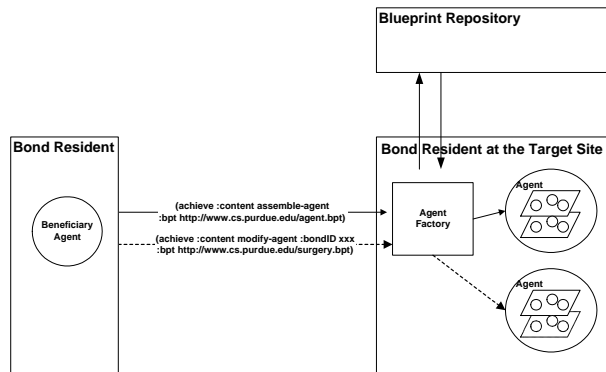 Blueprint Repository
Bond Resident
Bond Resident at the Target Site
Beneficiary
Agent
(achieve :content assemble-agent
:bpt http://www.cs.purdue.edu/agent.bpt)
(achieve :content modify-agent :bondID xxx
:bpt http://www.cs.purdue.edu/surgery.bpt)
Agent
Factory
Agent
Agent